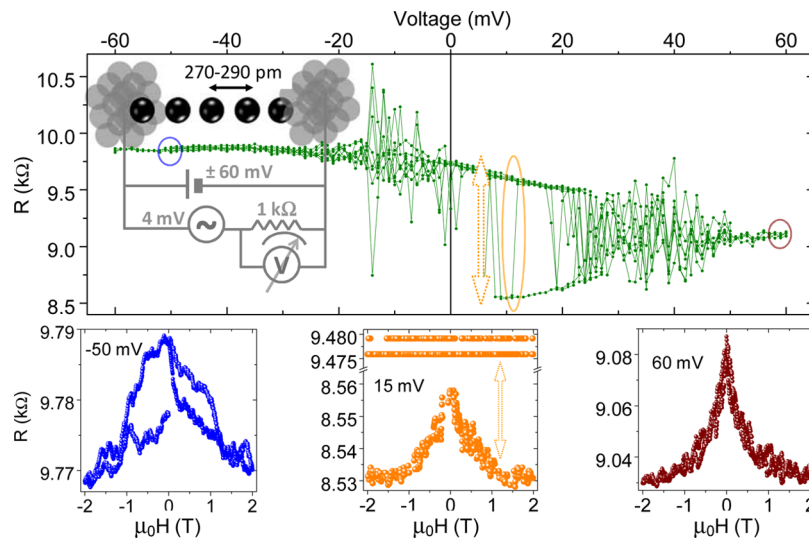 Voltage (mV)
-60 -40 -20 0 20 40 60
10.5
10.0
9.5
9.0
8.5
R (kΩ)
270-290 pm
± 60 mV
4 mV
1 kΩ
~
V
9.79
9.78
9.77
R (kΩ)
-50 mV
-2 -1 0 1 2
μ₀H (T)
9.480
9.475
8.56
8.55
8.54
8.53
15 mV
-2 -1 0 1 2
μ₀H (T)
9.08
9.06
9.04
60 mV
-2 -1 0 1 2
μ₀H (T)